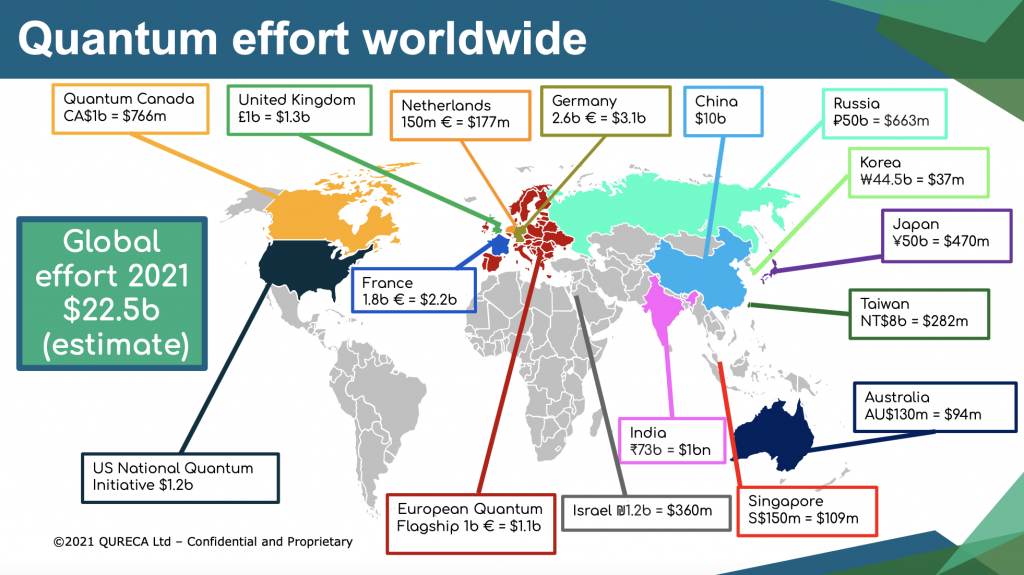 Quantum effort worldwide
Quantum Canada
CA$1b = $766m
United Kingdom
£1b = $1.3b
Netherlands
150m € = $177m
Germany
2.6b € = $3.1b
China
$10b
Russia
₽50b = $663m
Korea
₩44.5b = $37m
Japan
¥50b = $470m
Global
effort 2021
$22.5b
(estimate)
France
1.8b € = $2.2b
Taiwan
NT$8b = $282m
Australia
AU$130m = $94m
India
₹73b = $1bn
US National Quantum
Initiative $1.2b
European Quantum
Flagship 1b € = $1.1b
Israel ₪1.2b = $360m
Singapore
S$150m = $109m
©2021 QURECA Ltd – Confidential and Proprietary